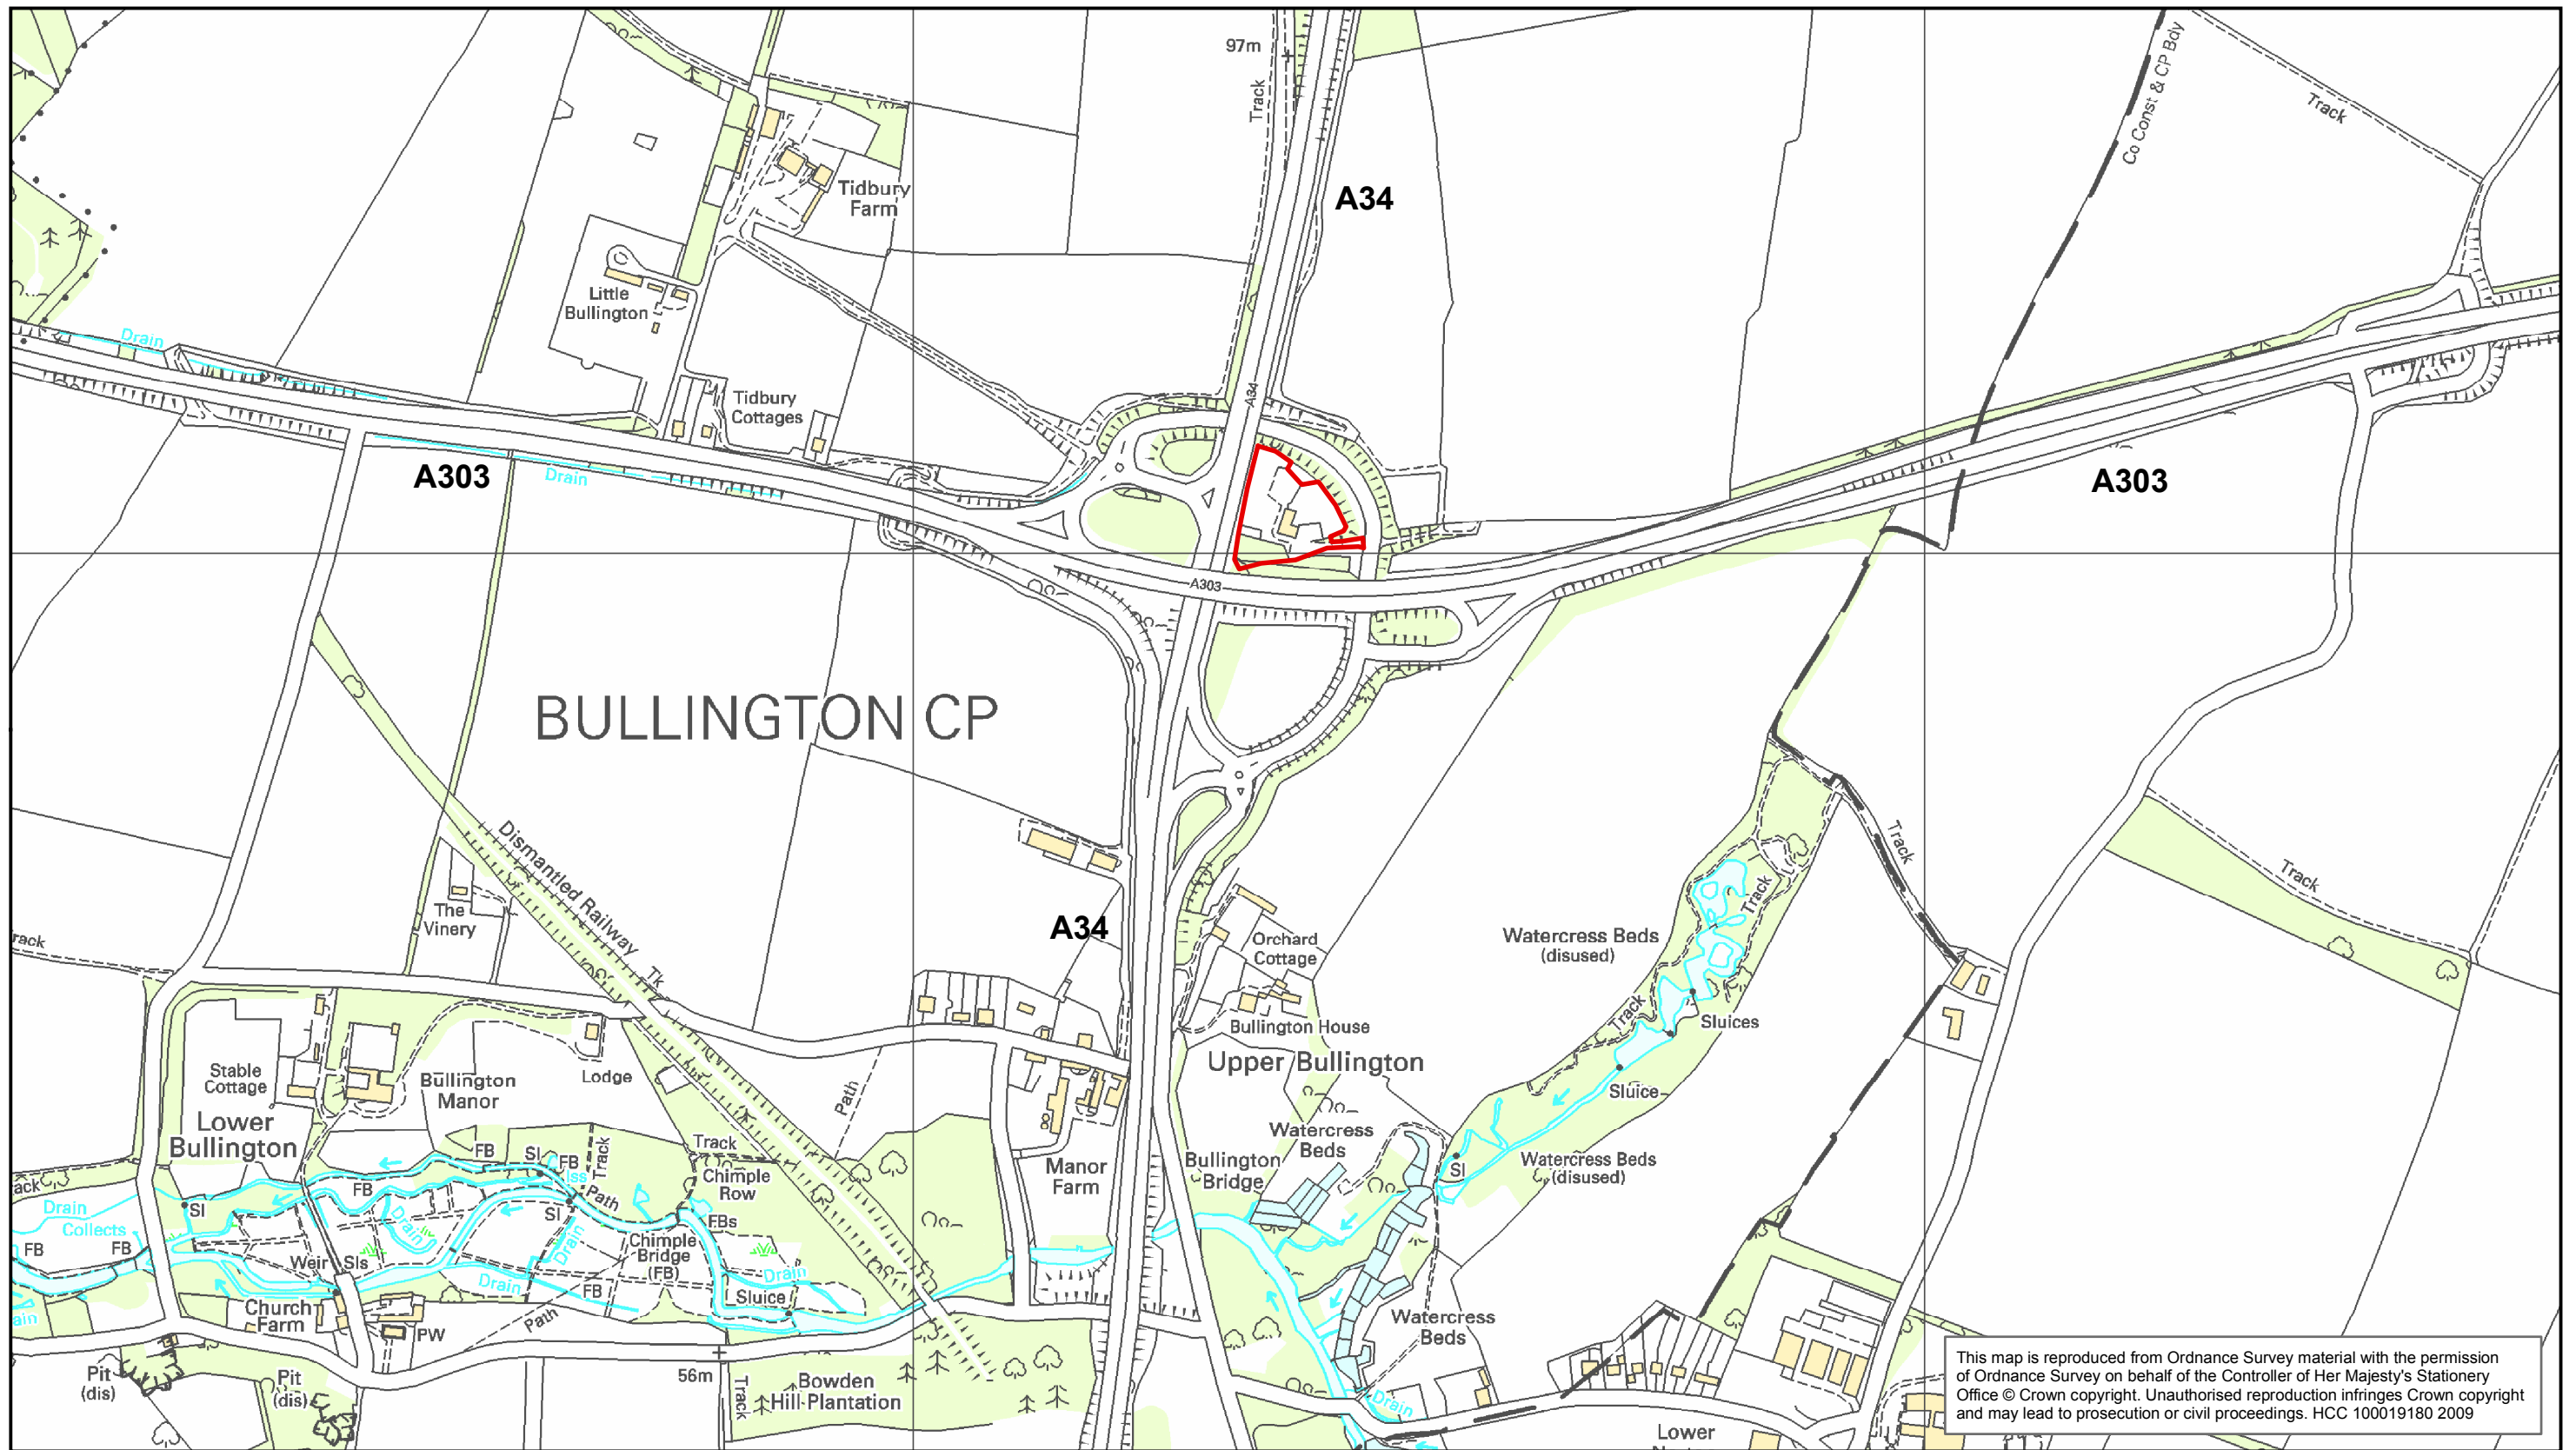 97m
Track
A34
Co Const & CP Bdy
Track
Tidbury
Farm
Little
Bullington
Drain
A34
Tidbury
Cottages
A303
Drain
A303
A303
BULLINGTON CP
Dismantled Railway
Tk
The
Vinery
A34
Orchard
Cottage
Watercress Beds
(disused)
Track
Track
Track
Track
Sluices
Bullington House
Upper Bullington
Sluice
Stable
Cottage
Bullington
Manor
Lodge
Path
Lower
Bullington
FB
Sl
FB
Track
Track
Chimple
Row
Manor
Farm
Watercress
Beds
Bullington
Bridge
Sl
Watercress Beds
(disused)
Drain
Collects
Sl
FB
Drain
Sl
Path
Drain
FBs
FB
FB
Weir
Sls
Chimple
Bridge
(FB)
Drain
Drain
FB
Sluice
Church
Farm
PW
Path
Watercress
Beds
Pit
(dis)
Pit
(dis)
56m
Track
Bowden
Hill Plantation
Drain
Lower
This map is reproduced from Ordnance Survey material with the permission
of Ordnance Survey on behalf of the Controller of Her Majesty's Stationery
Office © Crown copyright. Unauthorised reproduction infringes Crown copyright
and may lead to prosecution or civil proceedings. HCC 100019180 2009